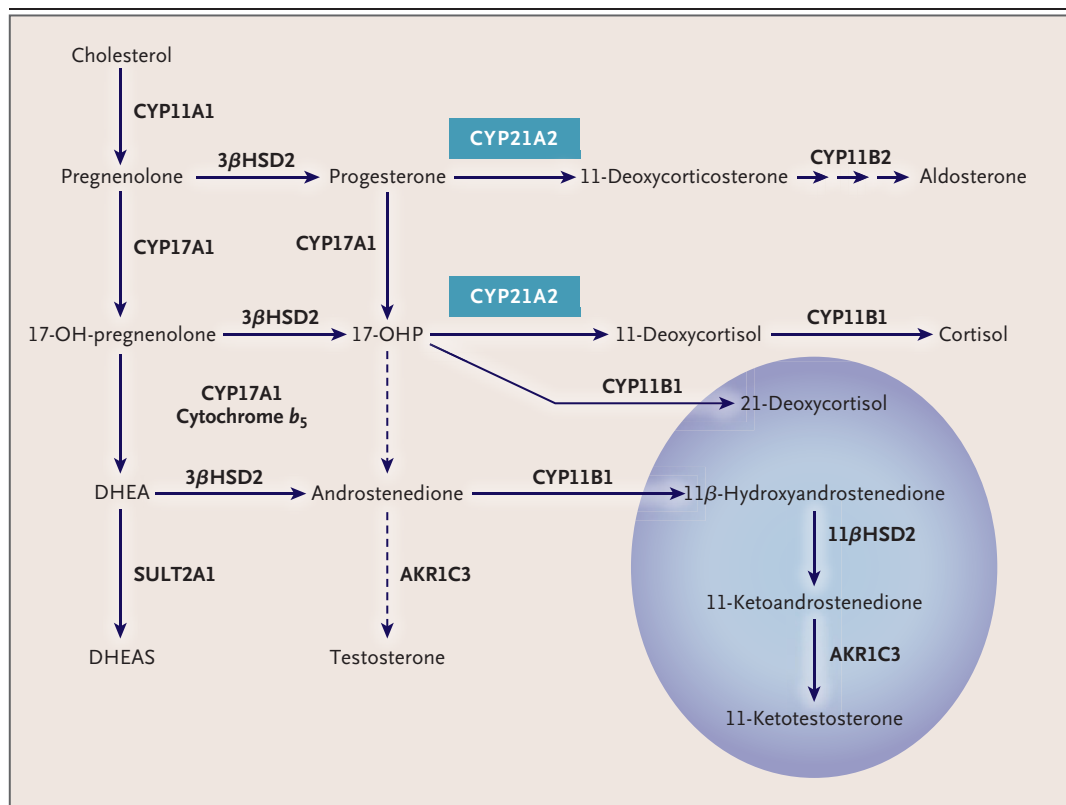 Cholesterol
CYP11A1
CYP21A2
3βHSD2
CYP11B2
Pregnenolone
Progesterone
11-Deoxycorticosterone
Aldosterone
CYP17A1
CYP17A1
CYP21A2
3βHSD2
CYP11B1
17-OH-pregnenolone
17-OHP
11-Deoxycortisol
Cortisol
CYP17A1
Cytochrome b₅
CYP11B1
21-Deoxycortisol
3βHSD2
CYP11B1
DHEA
Androstenedione
11β-Hydroxyandrostenedione
11βHSD2
SULT2A1
AKR1C3
11-Ketoandrostenedione
DHEAS
Testosterone
AKR1C3
11-Ketotestosterone